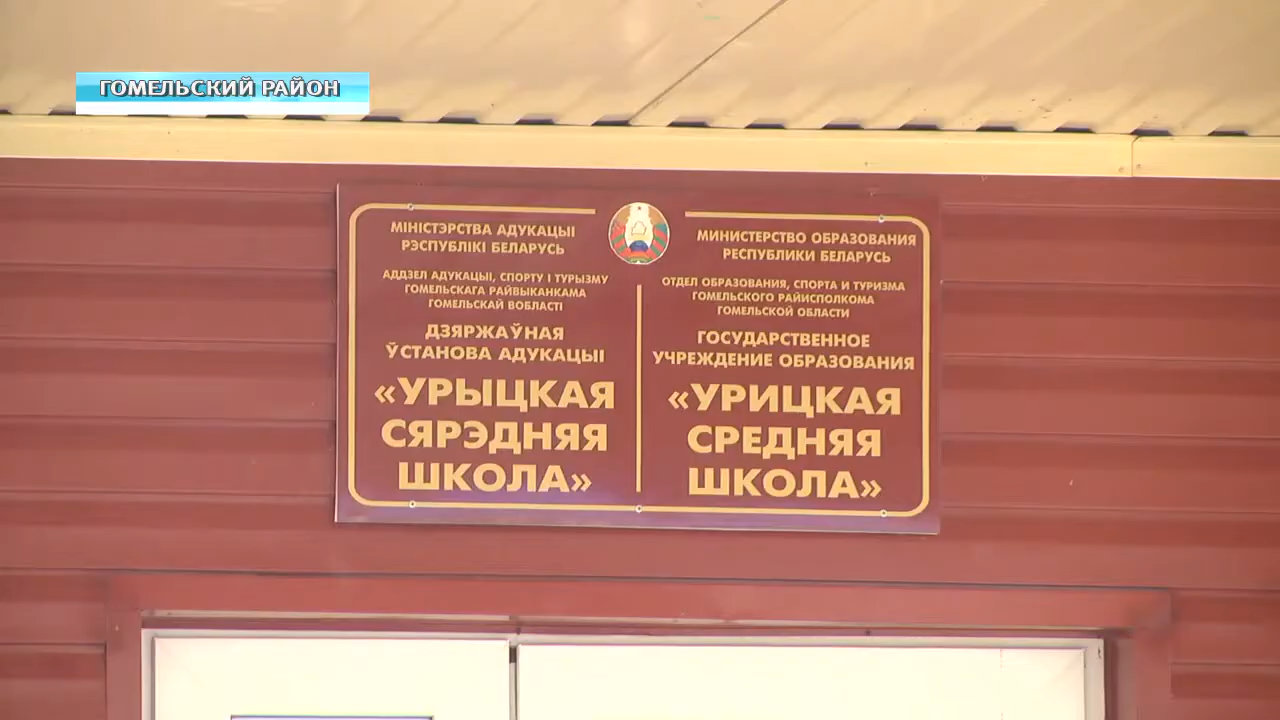 ГОМЕЛЬСКИЙ РАЙОН
МІНІСТЭРСТВА АДУКАЦЫІ
РЭСПУБЛІКІ БЕЛАРУСЬ
АДДЗЕЛ АДУКАЦЫІ, СПОРТУ І ТУРЫЗМУ
ГОМЕЛЬСКАГА РАЙВЫКАНКАМА
ГОМЕЛЬСКАЙ ВОБЛАСТІ
ДЗЯРЖАЎНАЯ
ЎСТАНОВА АДУКАЦЫІ
«УРЫЦКАЯ
СЯРЭДНЯЯ
ШКОЛА»
МИНИСТЕРСТВО ОБРАЗОВАНИЯ
РЕСПУБЛИКИ БЕЛАРУСЬ
ОТДЕЛ ОБРАЗОВАНИЯ, СПОРТА И ТУРИЗМА
ГОМЕЛЬСКОГО РАЙИСПОЛКОМА
ГОМЕЛЬСКОЙ ОБЛАСТИ
ГОСУДАРСТВЕННОЕ
УЧРЕЖДЕНИЕ ОБРАЗОВАНИЯ
«УРИЦКАЯ
СРЕДНЯЯ
ШКОЛА»